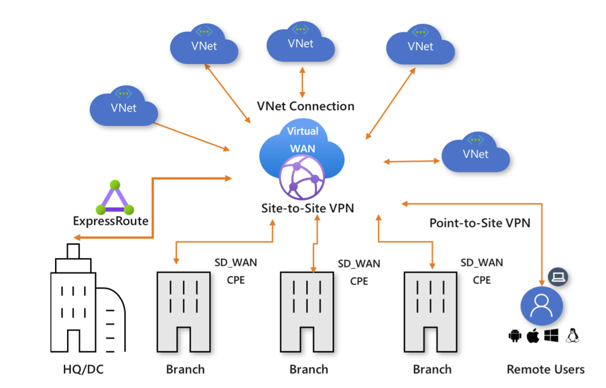 VNet
VNet
VNet
VNet
VNet Connection
Virtual
WAN
VNet
Site-to-Site VPN
ExpressRoute
Point-to-Site VPN
SD_WAN
CPE
SD_WAN
CPE
SD_WAN
CPE
HQ/DC
Branch
Branch
Branch
Remote Users